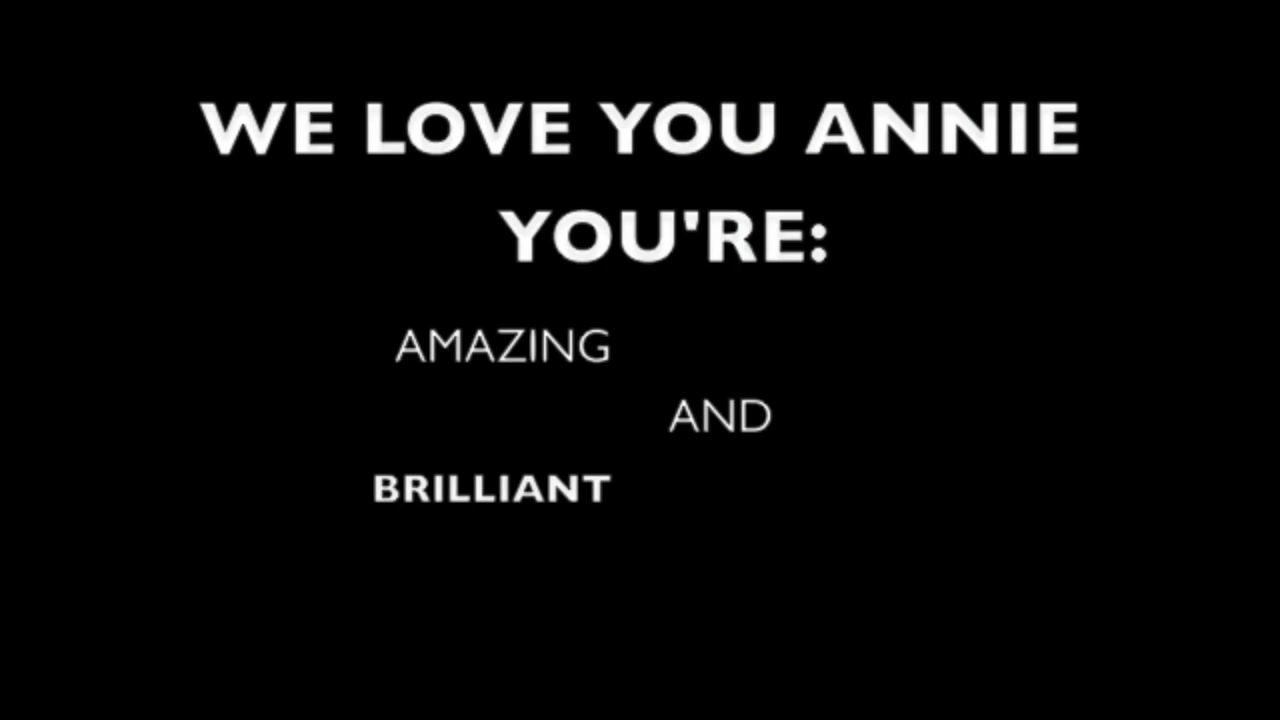 WE LOVE YOU ANNIE
YOU'RE:
AMAZING
AND
BRILLIANT